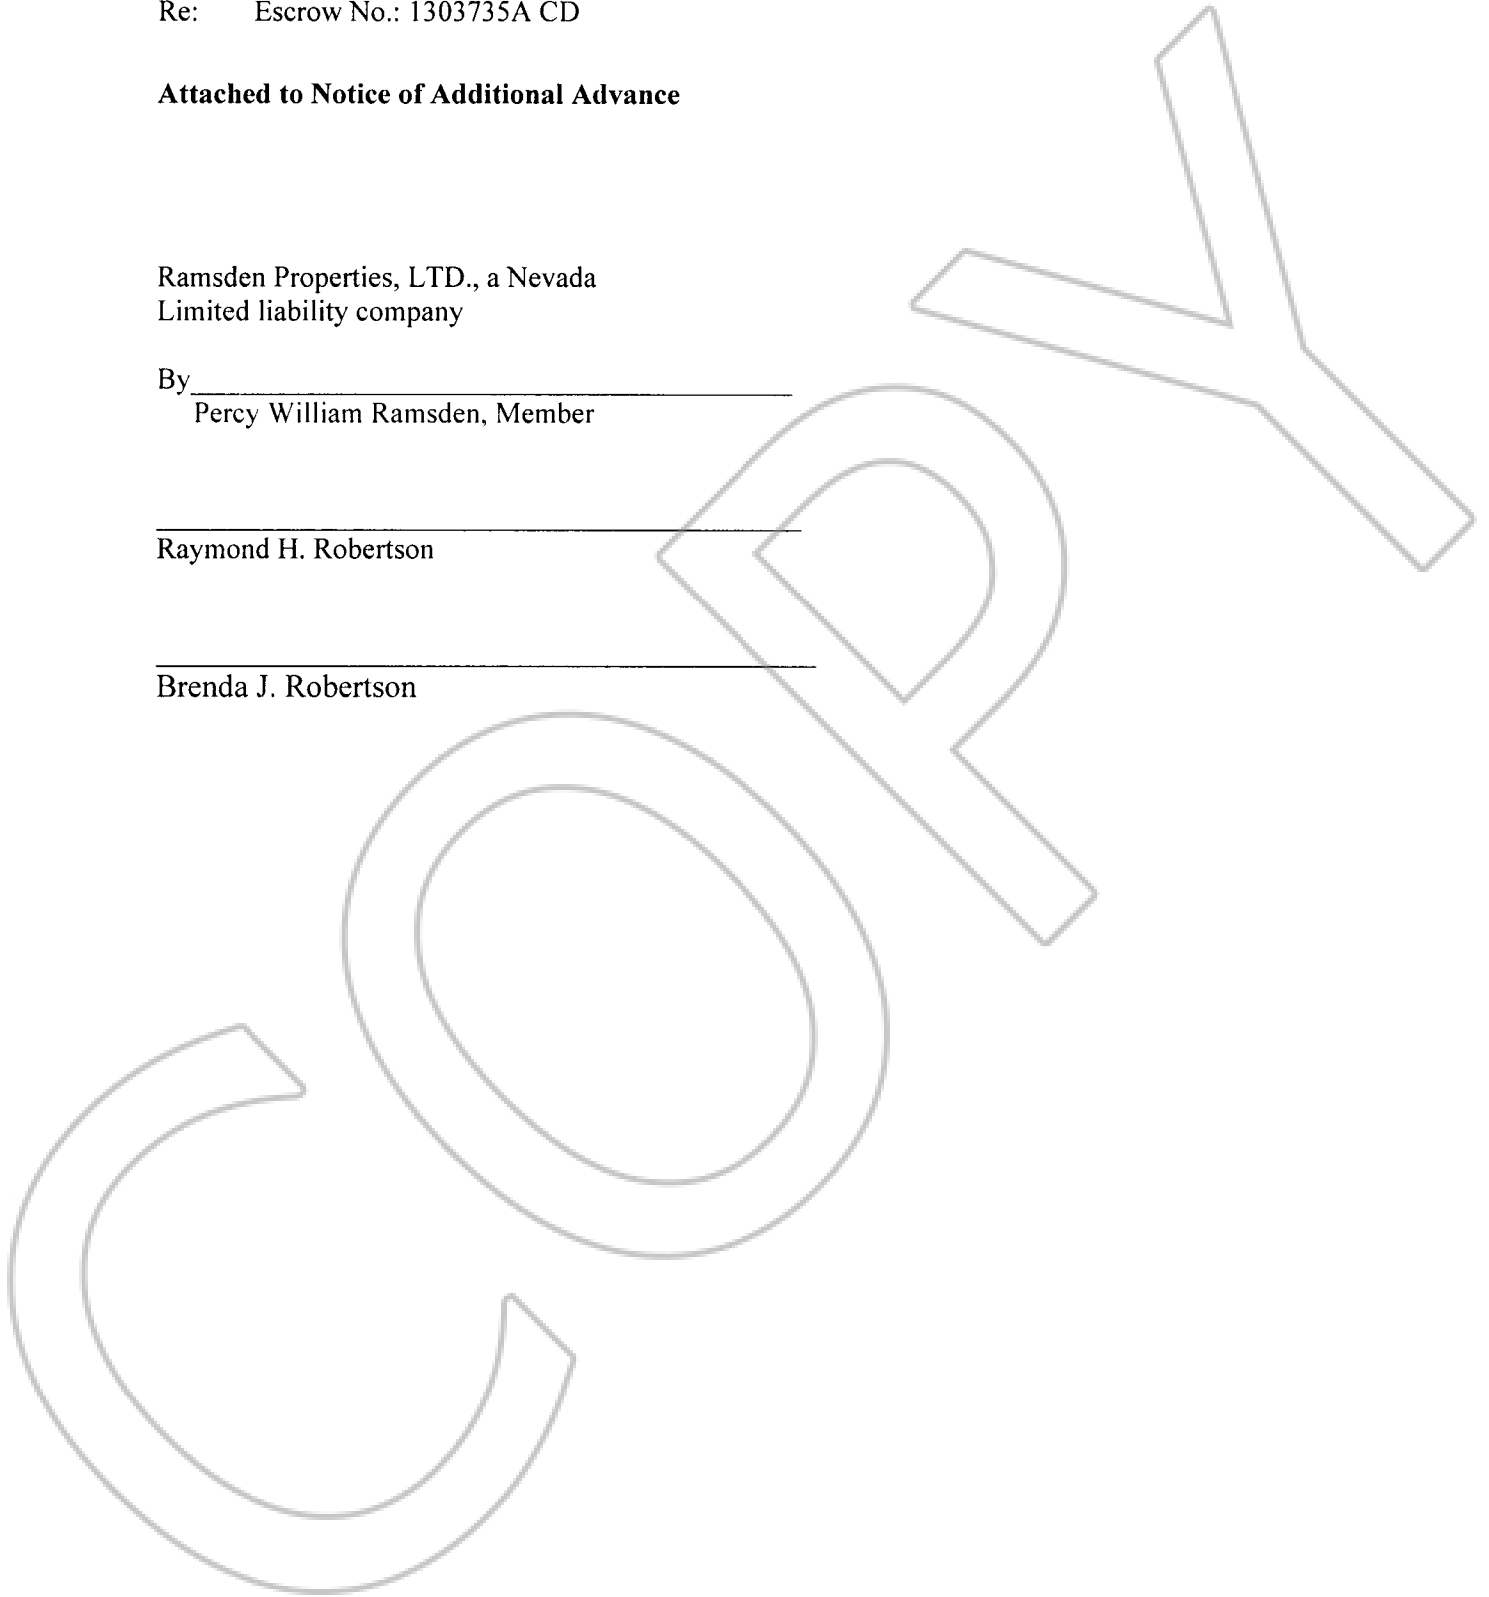 Re: Escrow No.: 1303735A CD
Attached to Notice of Additional Advance
Ramsden Properties, LTD., a Nevada
Limited liability company
By
Percy William Ramsden, Member
Raymond H. Robertson
Brenda J. Robertson
COPY